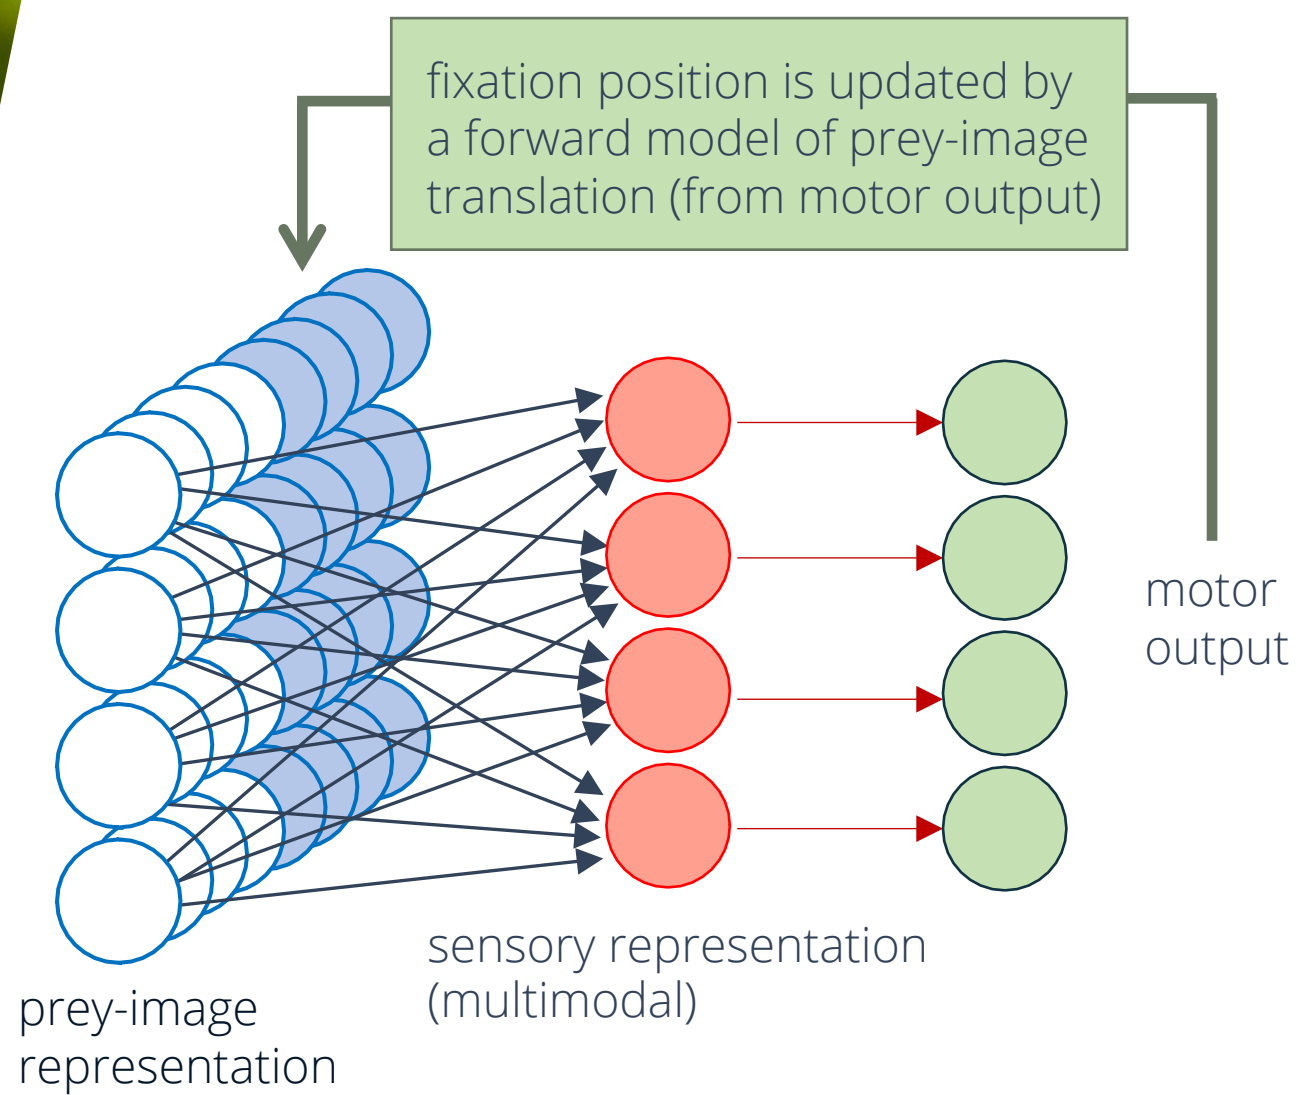 fixation position is updated by
a forward model of prey-image
translation (from motor output)
motor
output
sensory representation
(multimodal)
prey-image
representation